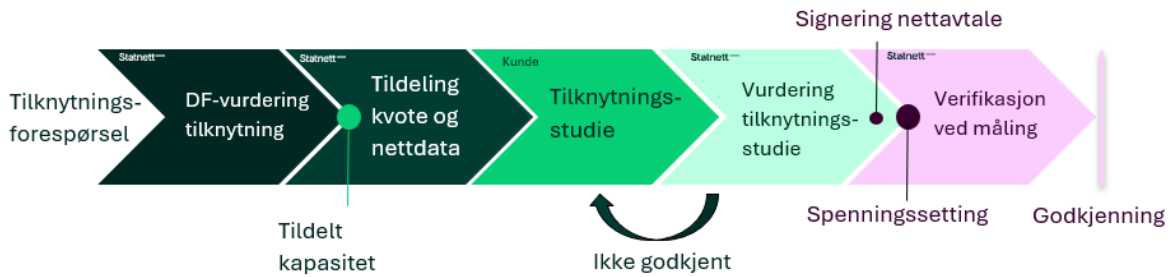 Signering nettavtale
Statnett
Statnett
Kunde
Statnett
Statnett
Tilknytnings-
forespørsel
DF-vurdering
tilknytning
Tildeling
kvote og
nettdata
Tilknytnings-
studie
Vurdering
tilknytnings-
studie
Verifikasjon
ved måling
Tildelt
kapasitet
Ikke godkjent
Spenningssetting
Godkjenning